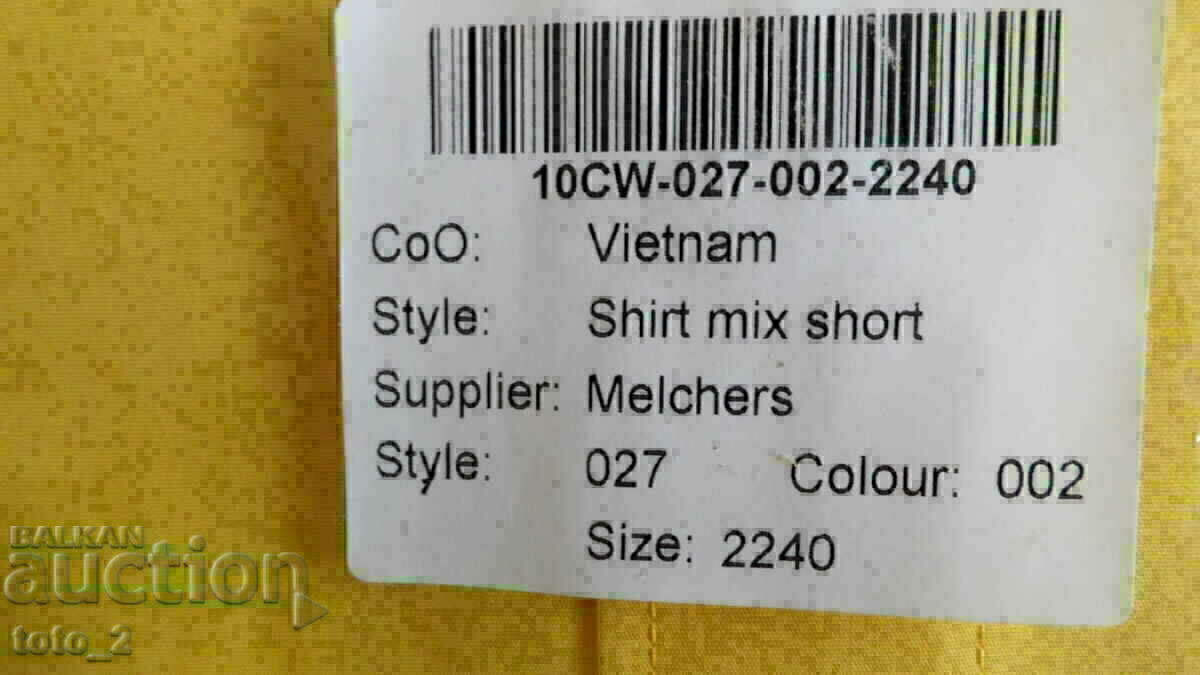 10CW-027-002-2240
CoO: Vietnam
Style: Shirt mix short
Supplier: Melchers
Style: 027 Colour: 002
Size: 2240
BALKAN
auction
toto_2